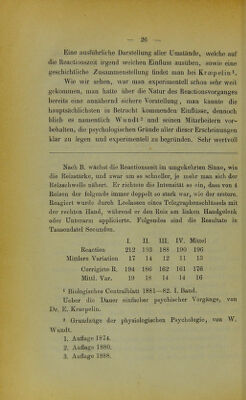 — 26 —
Eine ausführliche Darstellung aller Umstände, welche auf
die Reactionszeit irgend welchen Einfluss ausüben, sowie eine
geschichtliche Zusammenstellung findet man bei Kraepelin¹.
Wie wir sehen, war man experimentell schon sehr weit
gekommen, man hatte über die Natur des Reactionsvorganges
bereits eine annähernd sichere Vorstellung, man kannte die
hauptsächlichsten in Betracht kommenden Einflüsse, dennoch
blieb es namentlich Wundt² und seinen Mitarbeitern vor-
behalten, die psychologischen Gründe aller dieser Erscheinungen
klar zu legen und experimentell zu begründen. Sehr wertvoll
Nach B. wächst die Reactionszeit im umgekehrten Sinne, wie
die Reizstärke, und zwar um so schneller, je mehr man sich der
Reizschwelle nähert. Er richtete die Intensität so ein, dass von 4
Reizen der folgende immer doppelt so stark war, wie der erstere.
Reagirt wurde durch Loslassen eines Telegraphenschlüssels mit
der rechten Hand, während er den Reiz am linken Handgelenk
oder Unterarm applicirte. Folgendes sind die Resultate in
Tausendstel Secunden.
I. II. III. IV. Mittel
Reaction 212 193 188 190 196
Mittlere Variation 17 14 12 11 13
Corrigirte R. 194 186 162 161 176
Mittl. Var. 19 18 14 14 16
¹ Biologisches Centralblatt 1881—82. I. Band.
Ueber die Dauer einfacher psychischer Vorgänge, von
Dr. E. Kraepelin.
² Grundzüge der physiologischen Psychologie, von W.
Wundt.
1. Auflage 1874.
2. Auflage 1880.
3. Auflage 1888.